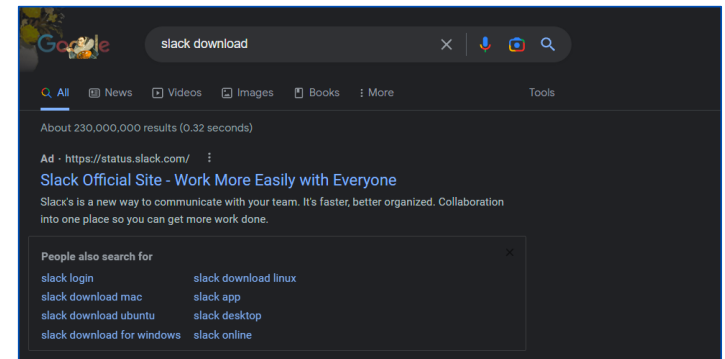 Google
slack download
All News Videos Images Books More Tools
About 230,000,000 results (0.32 seconds)
Ad · https://status.slack.com/
Slack Official Site - Work More Easily with Everyone
Slacx's is a new way to communicate with your team. It's faster, better organized. Collaboration
into one place so you can get more work done.
People also search for
slack login slack download linux
slack download mac slack app
slack download ubuntu slack desktop
slack download for windows slack online